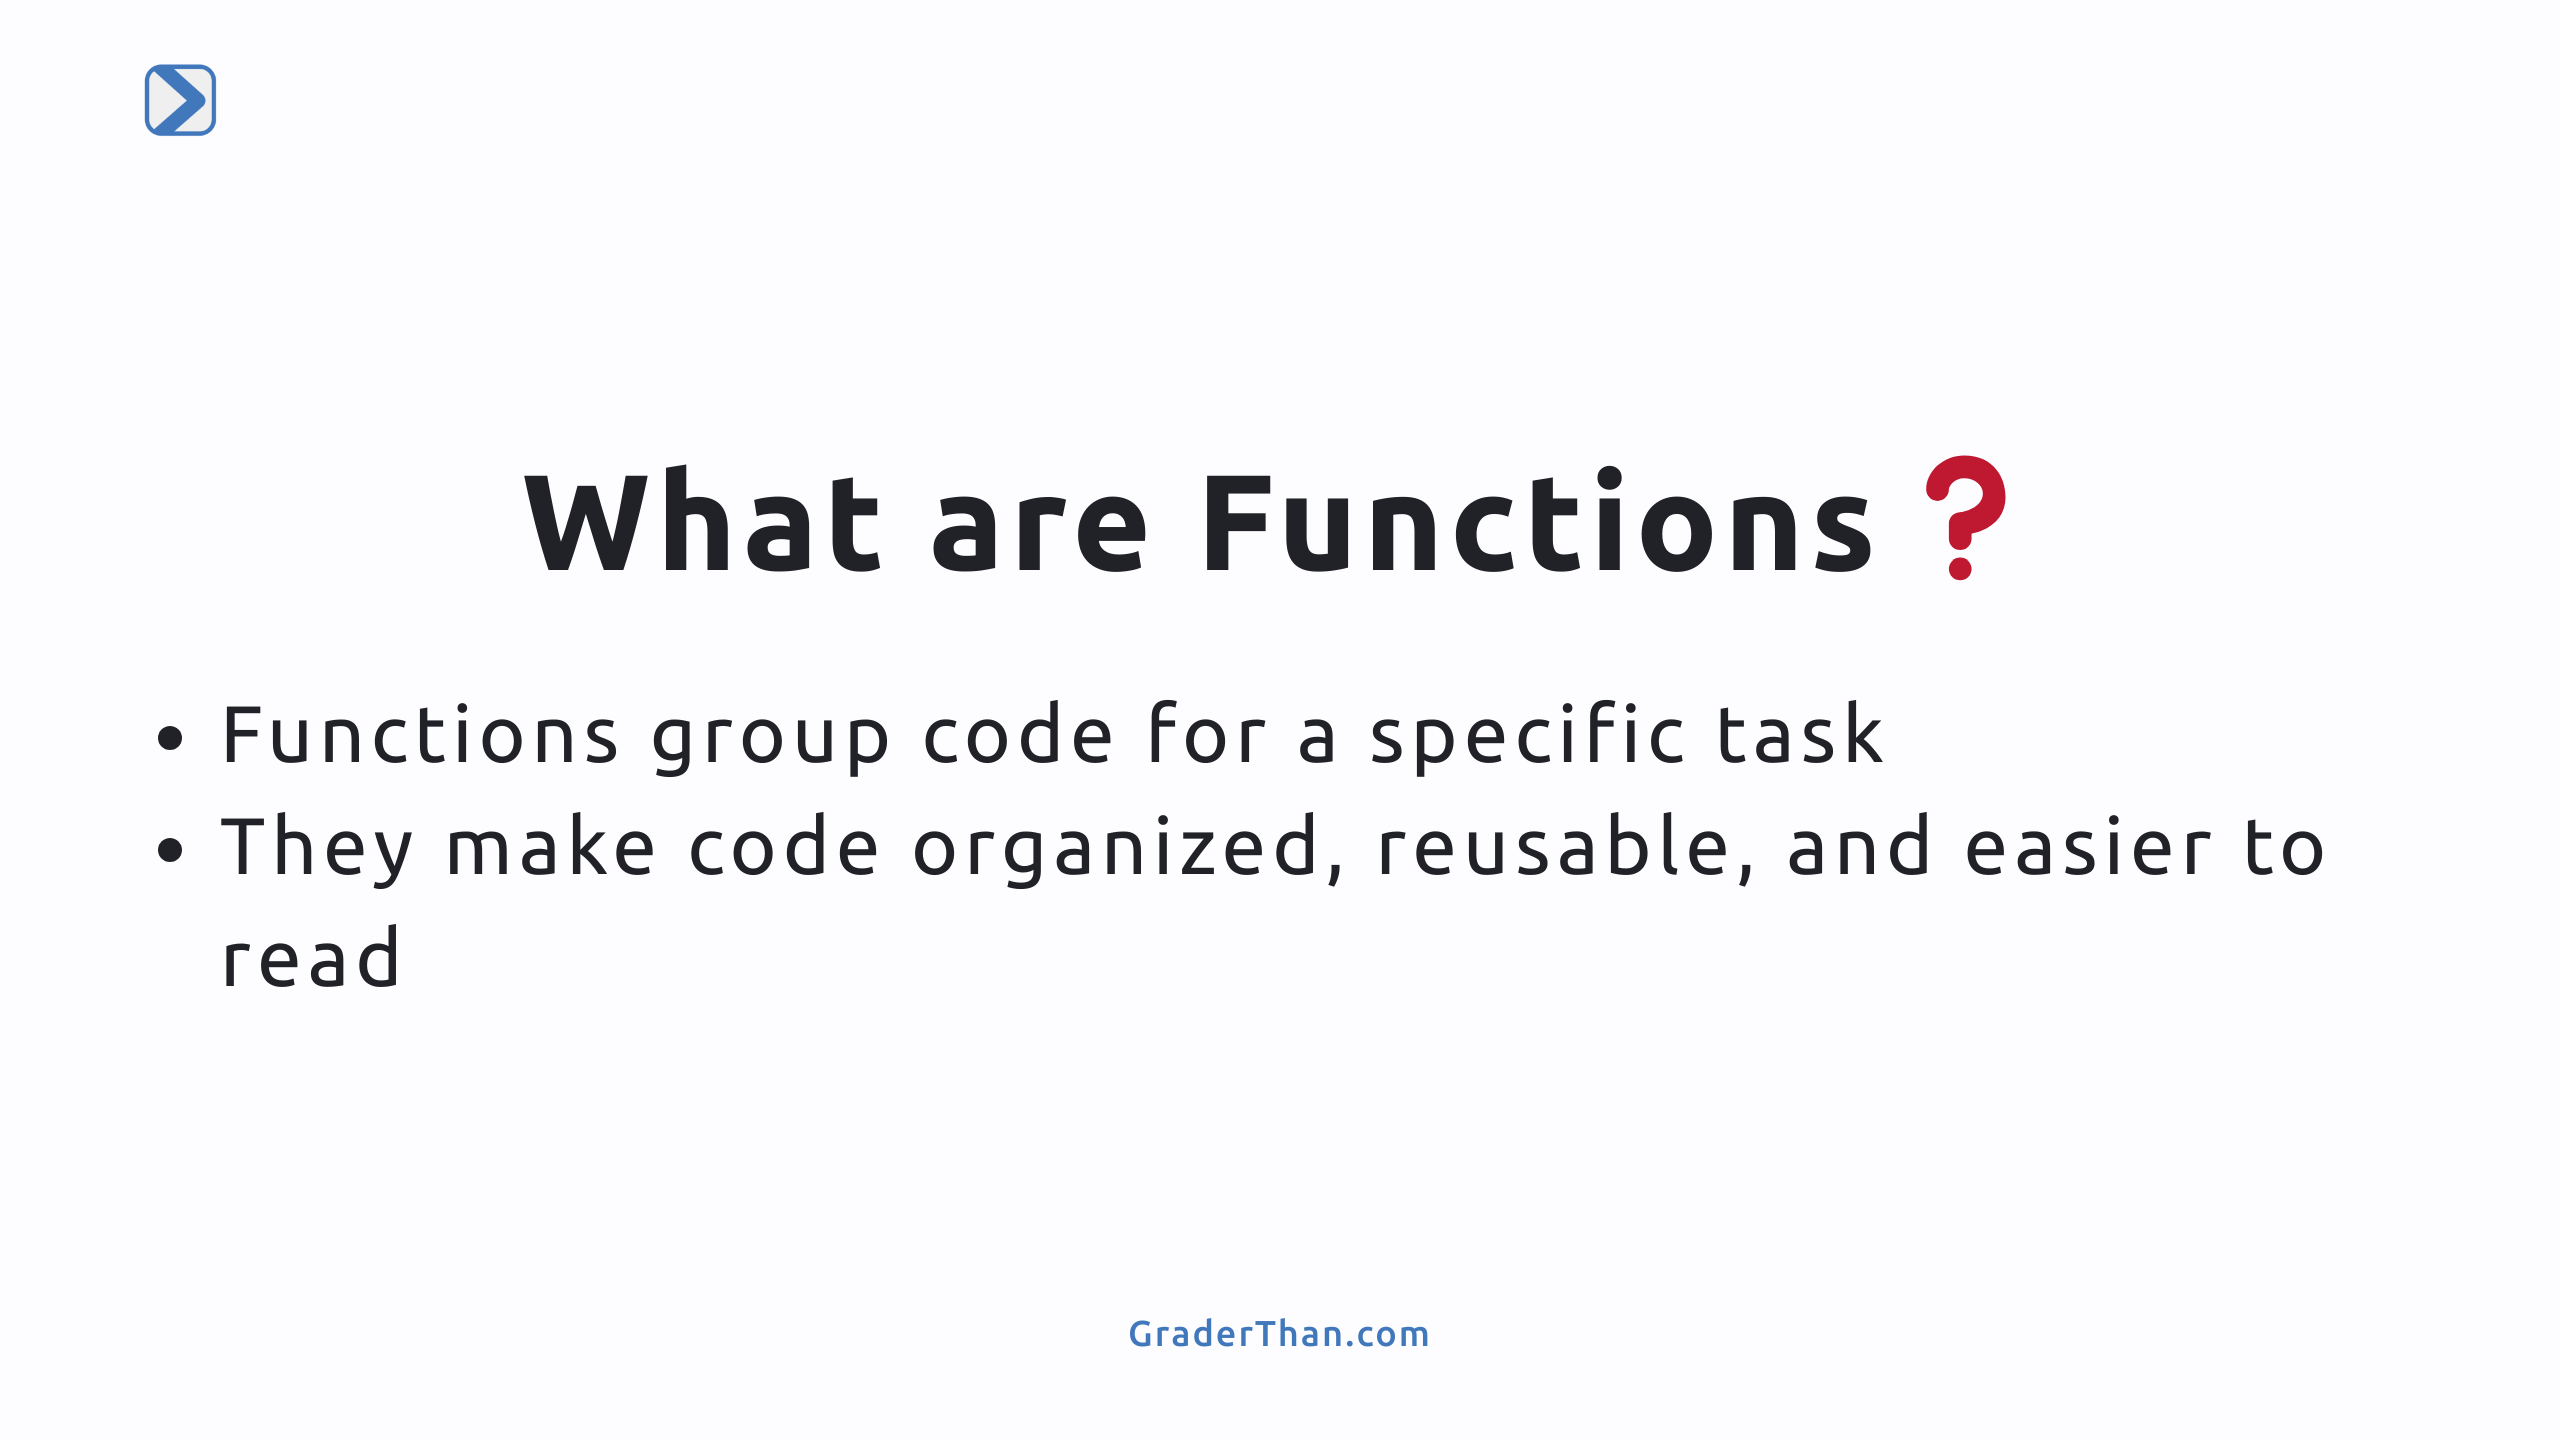 What are Functions ❓
• Functions group code for a specific task
• They make code organized, reusable, and easier to
read
GraderThan.com